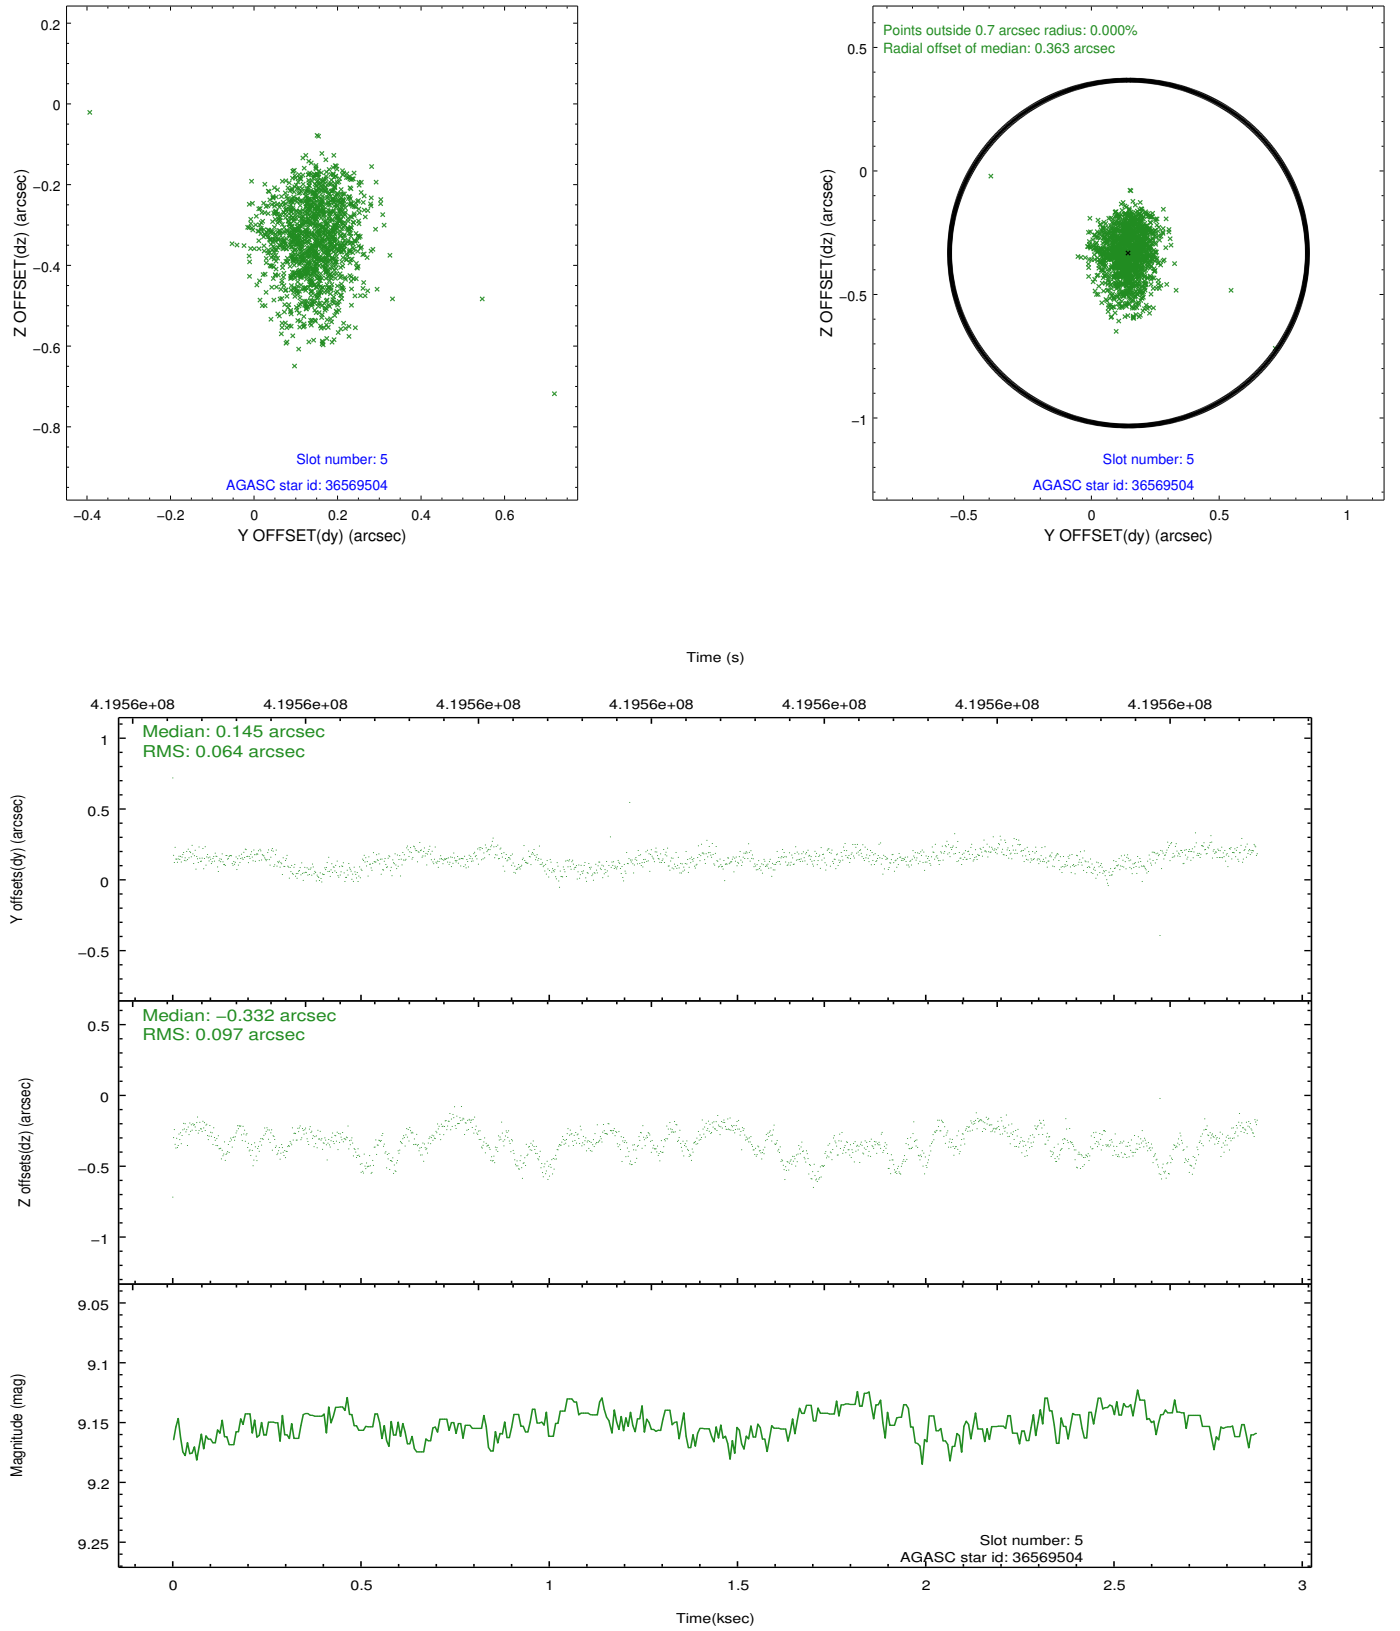 0.2
0
−0.2
−0.4
−0.6
−0.8
Z OFFSET(dz) (arcsec)
Slot number: 5
AGASC star id: 36569504
−0.4 −0.2 0 0.2 0.4 0.6
Y OFFSET(dy) (arcsec)
Points outside 0.7 arcsec radius: 0.000%
Radial offset of median: 0.363 arcsec
0.5
0
−0.5
−1
Z OFFSET(dz) (arcsec)
Slot number: 5
AGASC star id: 36569504
−0.5 0 0.5 1
Y OFFSET(dy) (arcsec)
Time (s)
4.1956e+08 4.1956e+08 4.1956e+08 4.1956e+08 4.1956e+08 4.1956e+08 4.1956e+08
Median: 0.145 arcsec
RMS: 0.064 arcsec
1
0.5
0
−0.5
Y offsets(dy) (arcsec)
Median: −0.332 arcsec
RMS: 0.097 arcsec
0.5
0
−0.5
−1
Z offsets(dz) (arcsec)
9.05
9.1
9.15
9.2
9.25
Magnitude (mag)
Slot number: 5
AGASC star id: 36569504
0 0.5 1 1.5 2 2.5 3
Time(ksec)